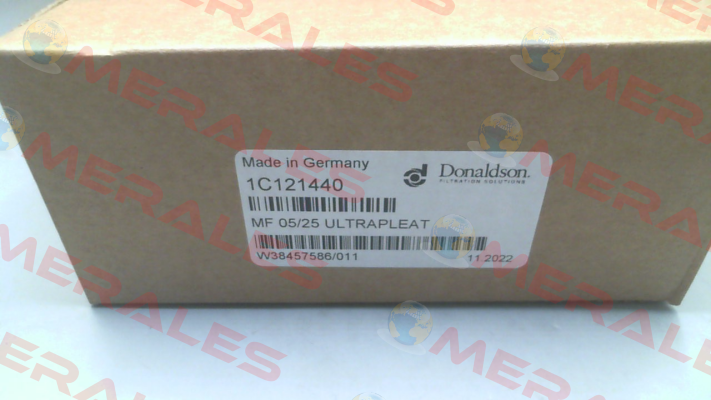 Made in Germany
Donaldson.
FILTRATION SOLUTIONS
1C121440
MF 05/25 ULTRAPLEAT
W38457586/011
11.2022
MERALES
MERALES
MERALES
MERALES
MERALES